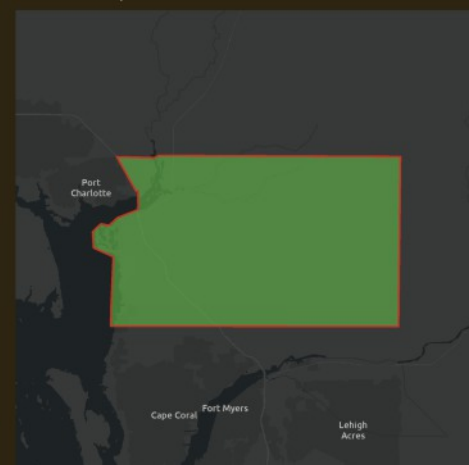 Port
Charlotte
Cape Coral
Fort Myers
Lehigh
Acres